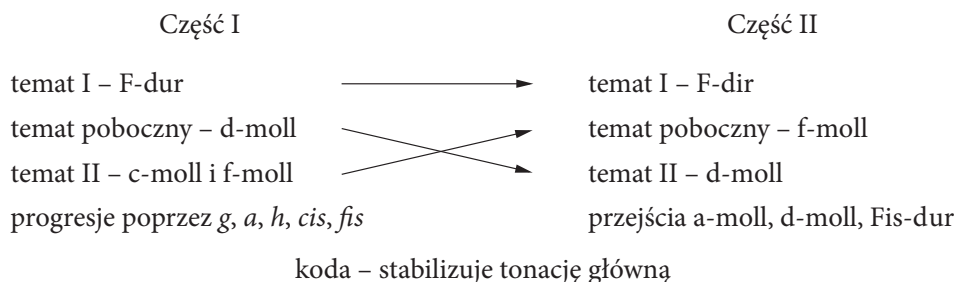 Część I Część II
temat I – F-dur temat I – F-dir
temat poboczny – d-moll temat poboczny – f-moll
temat II – c-moll i f-moll temat II – d-moll
progresje poprzez g, a, h, cis, fis przejścia a-moll, d-moll, Fis-dur
koda – stabilizuje tonację główną